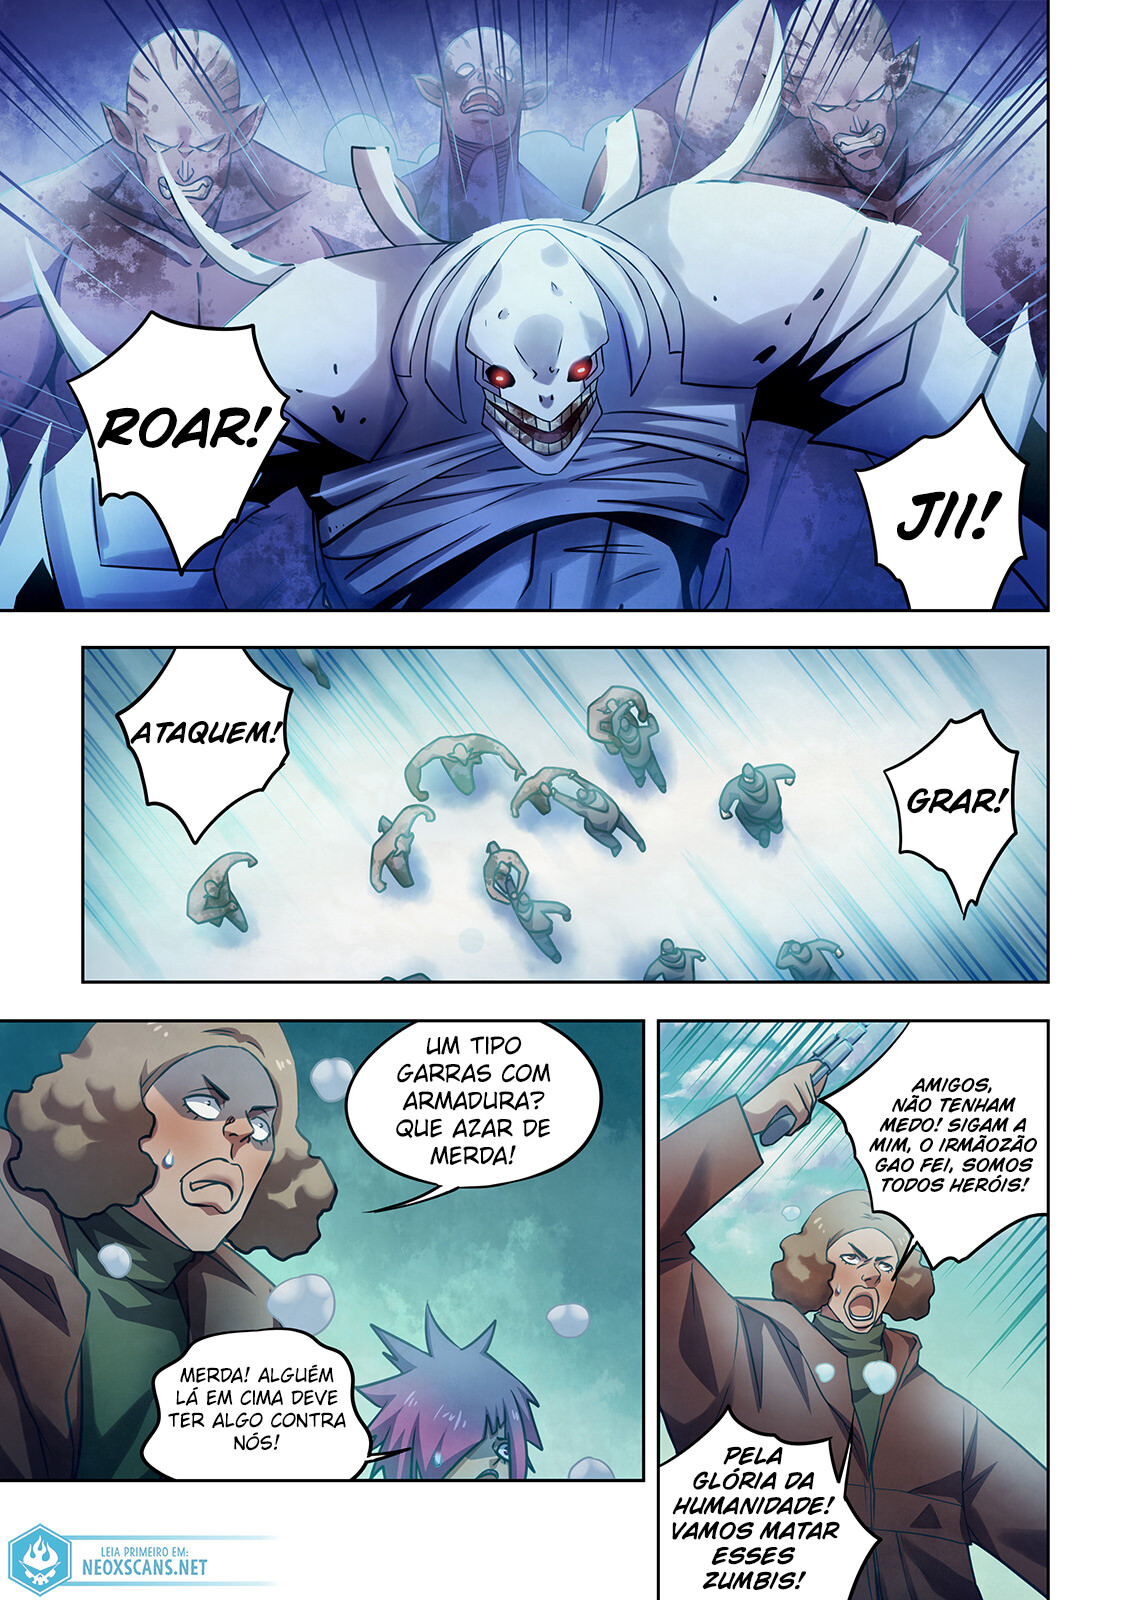 ROAR!
JII!
ATAQUEM!
GRAR!
UM TIPO
GARRAS COM
ARMADURA?
QUE AZAR DE
MERDA!
MERDA! ALGUÉM
LÁ EM CIMA DEVE
TER ALGO CONTRA
NÓS!
AMIGOS,
NÃO TENHAM
MEDO! SIGAM A
MIM, O IRMÃOZÃO
GAO FEI, SOMOS
TODOS HERÓIS!
PELA
GLÓRIA DA
HUMANIDADE!
VAMOS MATAR
ESSES
ZUMBIS!
LEIA PRIMEIRO EM:
NEOXSCANS.NET